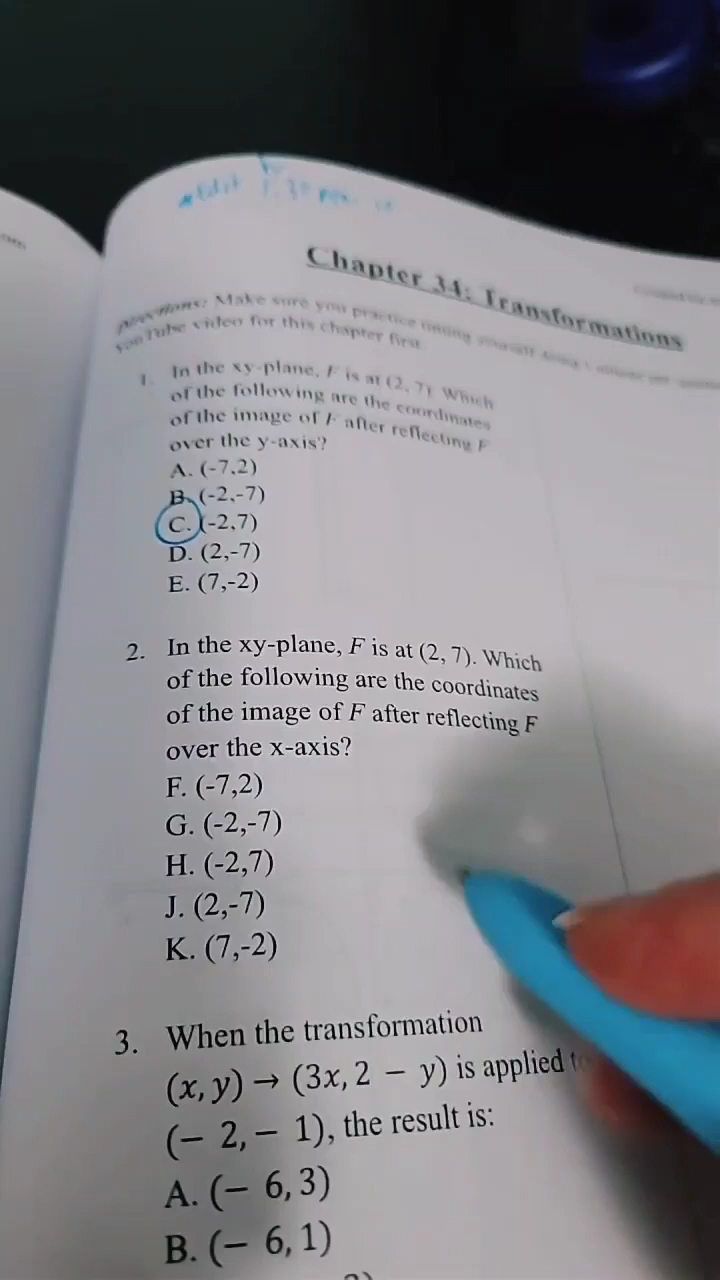 Chapter 34: Transformations
Directions: Make sure you practice timing yourself
YouTube video for this chapter first
1. In the xy-plane, F is at (2, 7). Which
of the following are the coordinates
of the image of F after reflecting F
over the y-axis?
A. (-7,2)
B. (-2,-7)
C. (-2,7)
D. (2,-7)
E. (7,-2)
2. In the xy-plane, F is at (2, 7). Which
of the following are the coordinates
of the image of F after reflecting F
over the x-axis?
F. (-7,2)
G. (-2,-7)
H. (-2,7)
J. (2,-7)
K. (7,-2)
3. When the transformation
(x, y) → (3x, 2 − y) is applied
(− 2, − 1), the result is:
A. (− 6, 3)
B. (− 6, 1)